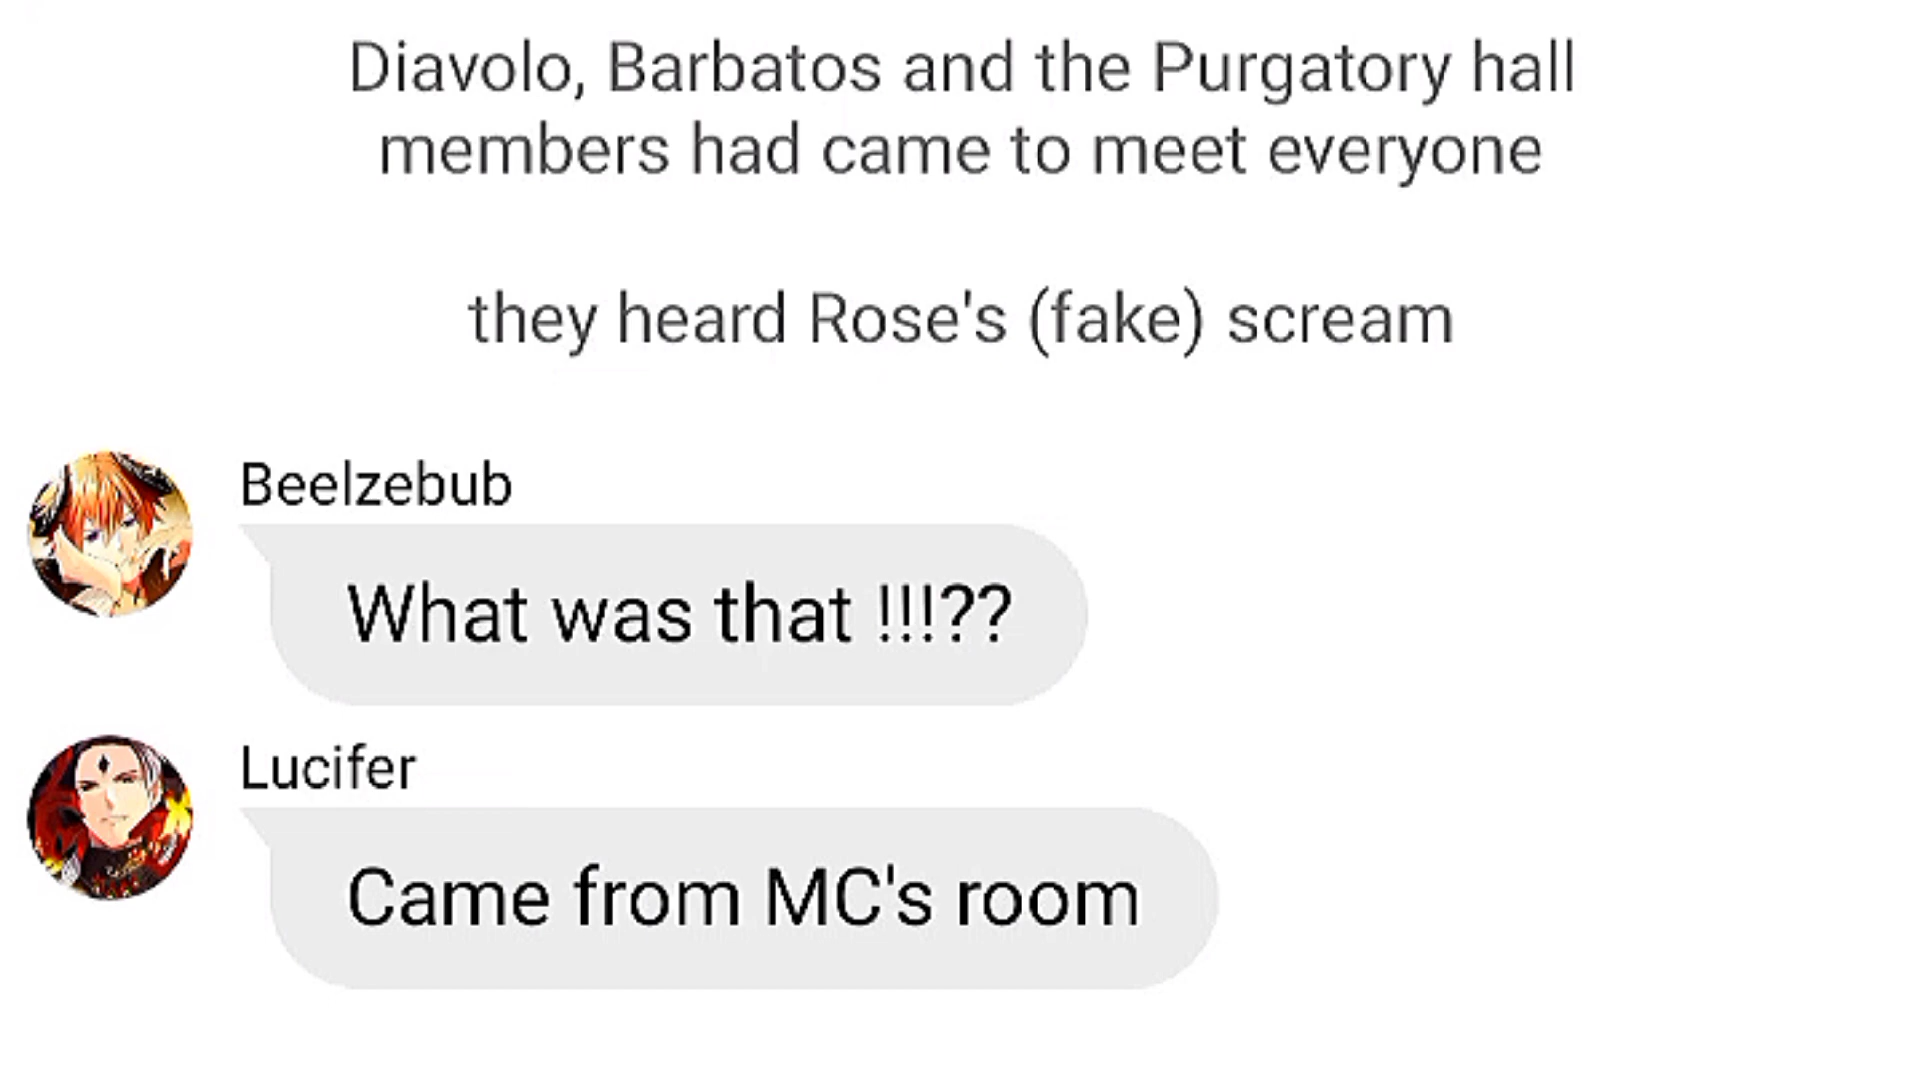 Diavolo, Barbatos and the Purgatory hall
members had came to meet everyone
they heard Rose's (fake) scream
Beelzebub
What was that !!!??
Lucifer
Came from MC's room